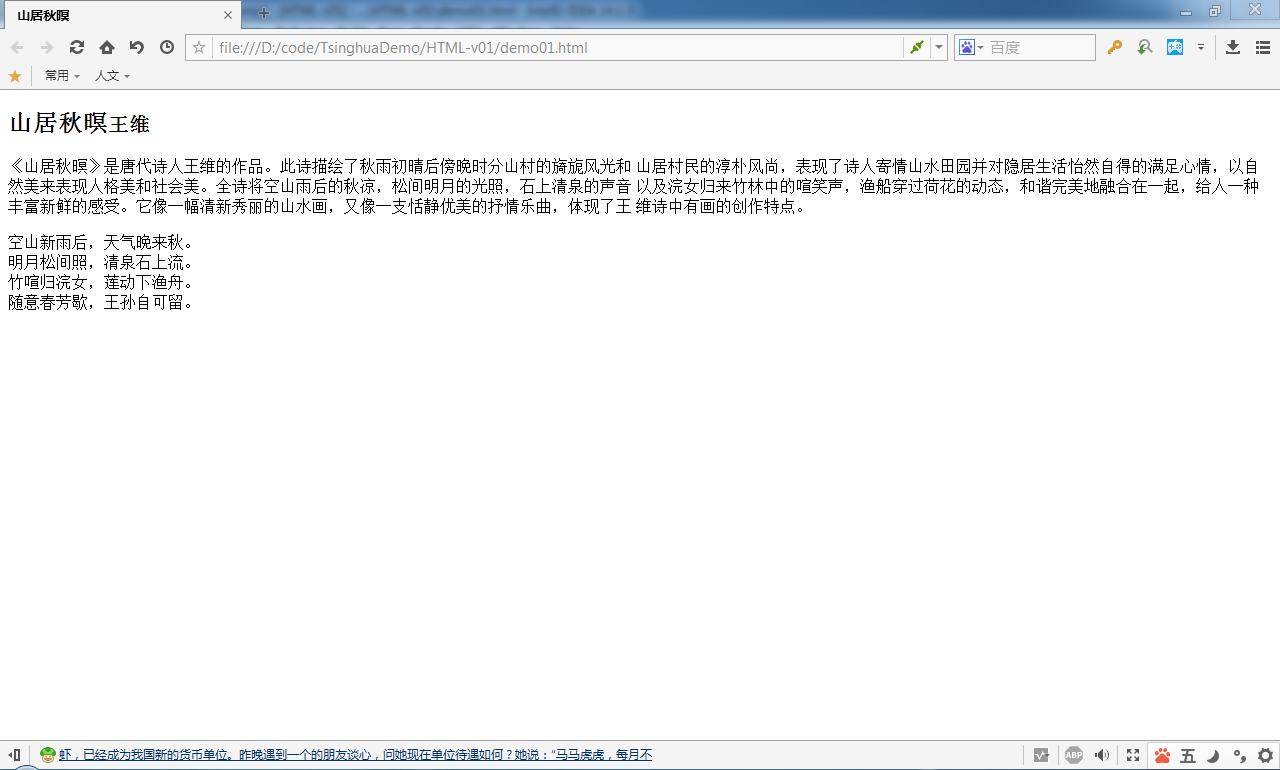 山居秋暝
file:///D:/code/TsinghuaDemo/HTML-v01/demo01.html
百度
常用
人文
山居秋暝王维
《山居秋暝》是唐代诗人王维的作品。此诗描绘了秋雨初晴后傍晚时分山村的旖旎风光和 山居村民的淳朴风尚，表现了诗人寄情山水田园并对隐居生活怡然自得的满足心情，以自
然美来表现人格美和社会美。全诗将空山雨后的秋凉，松间明月的光照，石上清泉的声音 以及浣女归来竹林中的喧笑声，渔船穿过荷花的动态，和谐完美地融合在一起，给人一种
丰富新鲜的感受。它像一幅清新秀丽的山水画，又像一支恬静优美的抒情乐曲，体现了王 维诗中有画的创作特点。
空山新雨后，天气晚来秋。
明月松间照，清泉石上流。
竹喧归浣女，莲动下渔舟。
随意春芳歇，王孙自可留。
虾，已经成为我国新的货币单位。昨晚遇到一个的朋友谈心，问她现在单位待遇如何？她说：“马马虎虎，每月不
ABP
五